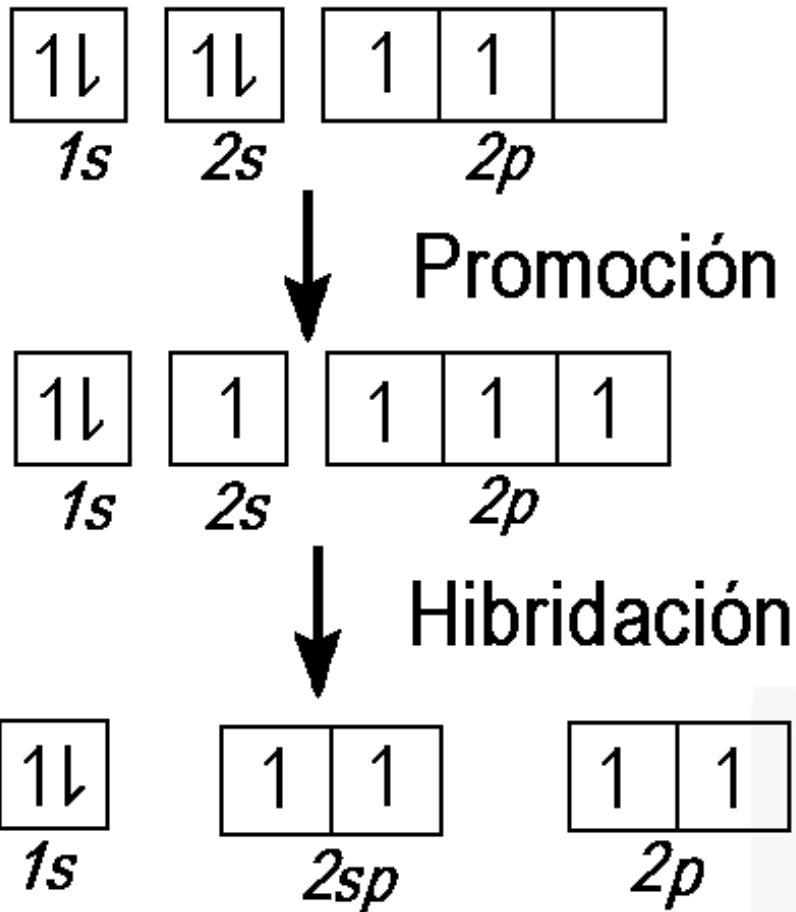 1⇂ 1⇂ 1 1
1s 2s 2p
Promoción
1⇂ 1 1 1 1
1s 2s 2p
Hibridación
1⇂ 1 1 1 1
1s 2sp 2p